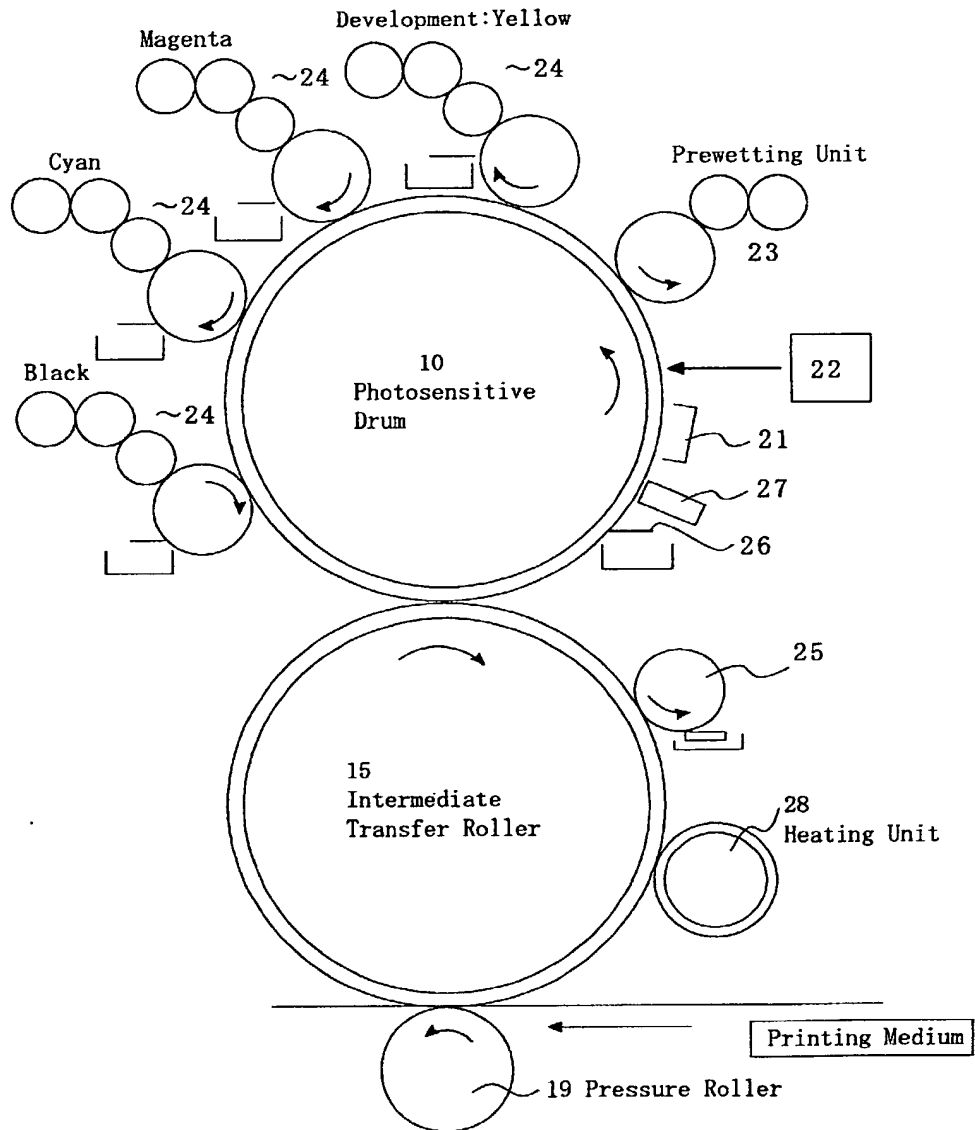 Development:Yellow
Magenta
~24
~24
Cyan
Prewetting Unit
~24
23
10
Photosensitive
Drum
22
Black
~24
21
27
26
25
15
Intermediate
Transfer Roller
28
Heating Unit
Printing Medium
19 Pressure Roller